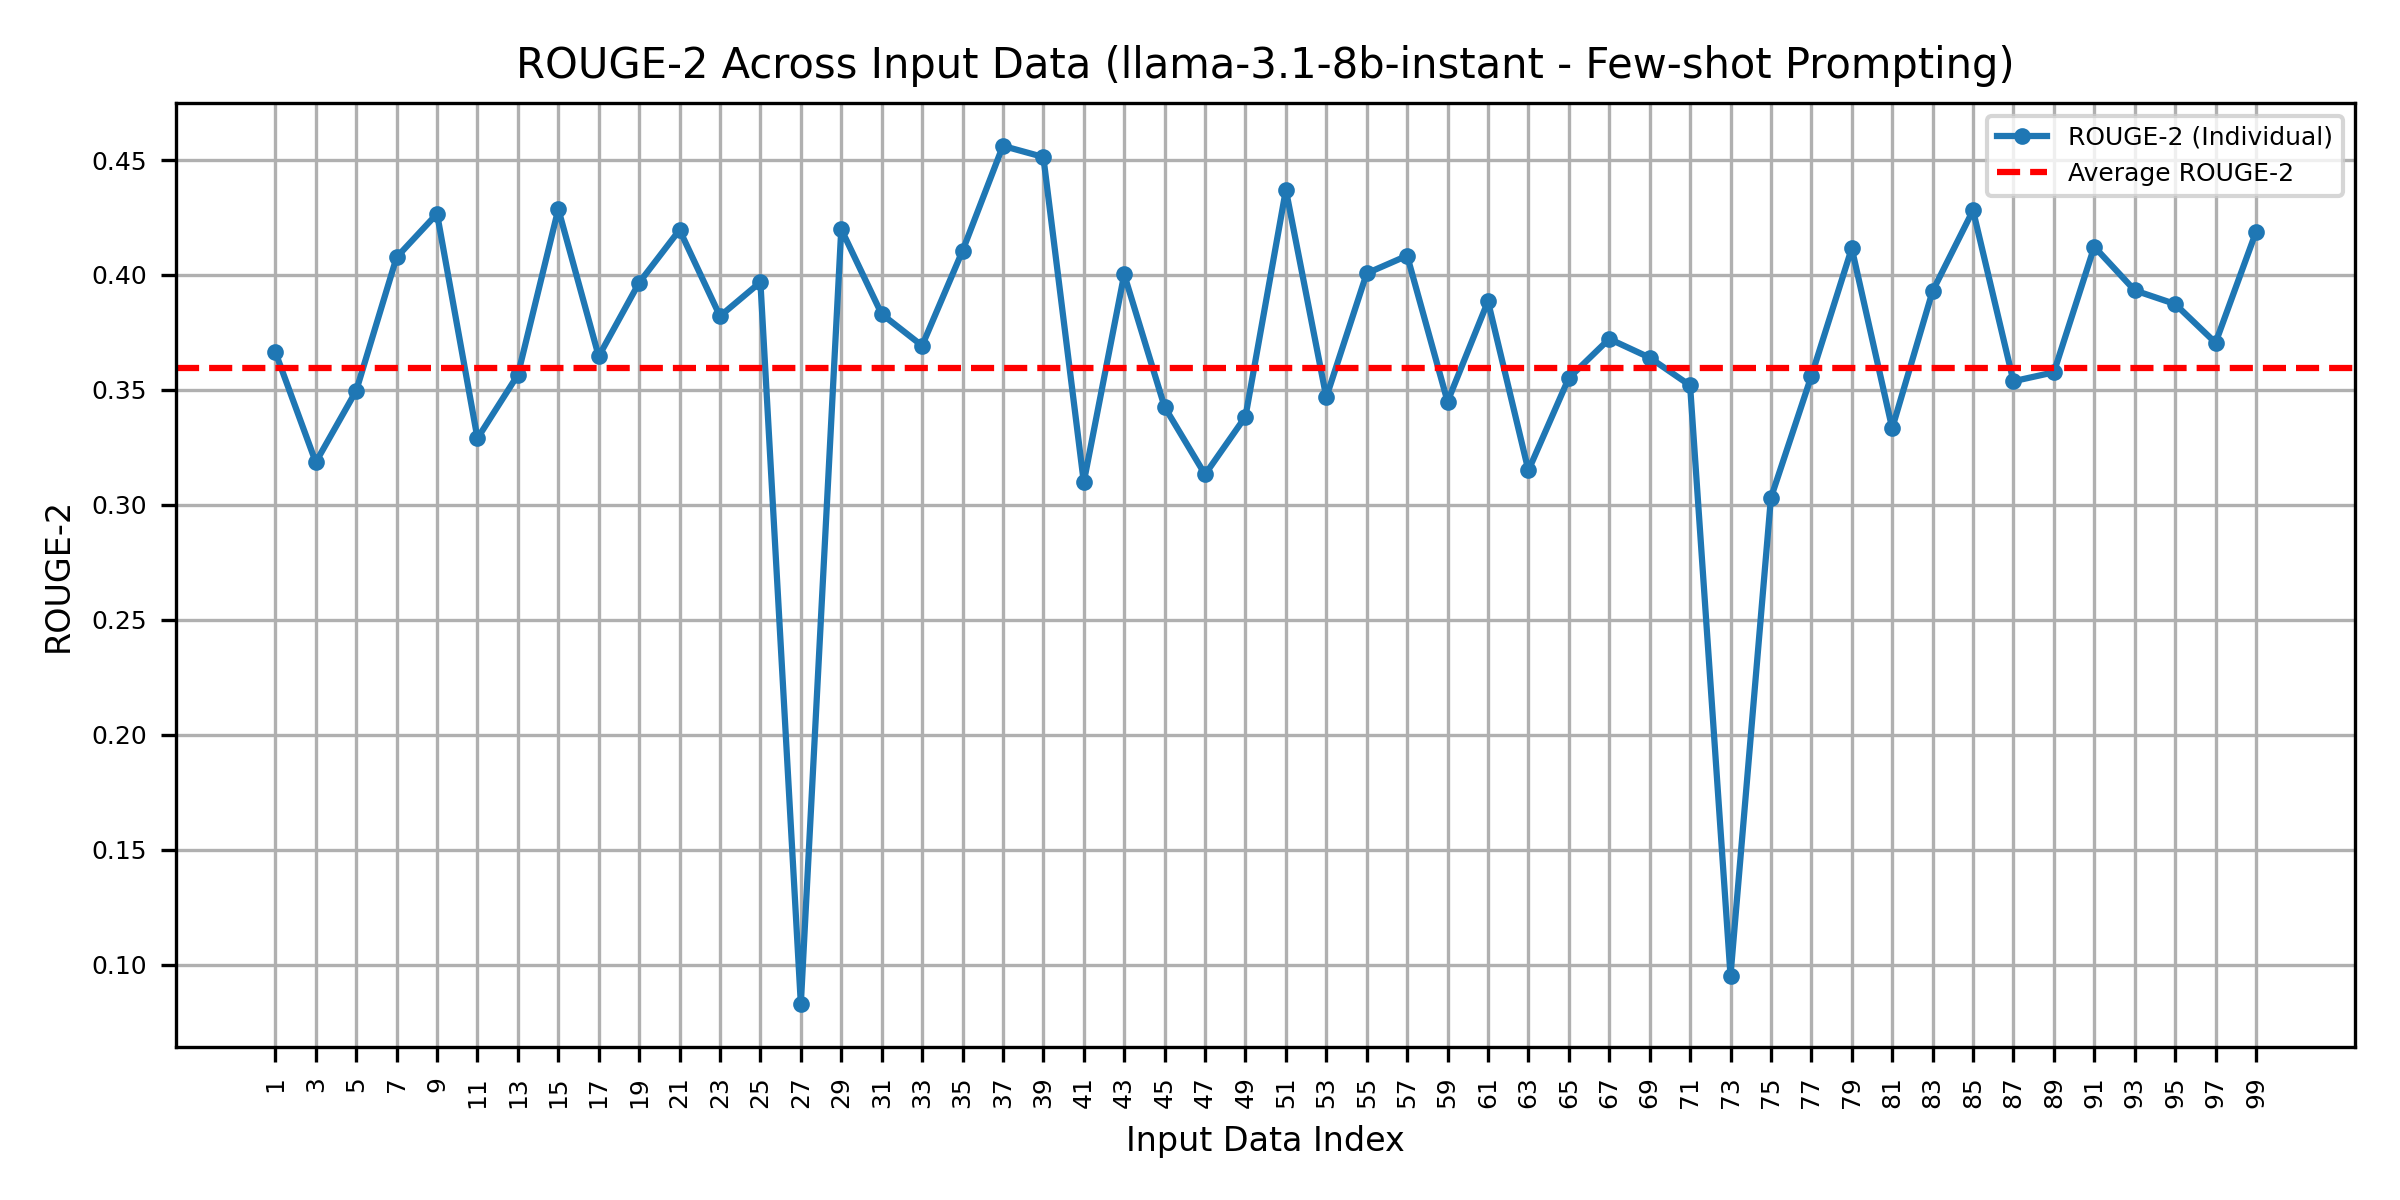 ROUGE-2 Across Input Data (llama-3.1-8b-instant - Few-shot Prompting)
ROUGE-2 (Individual)
Average ROUGE-2
ROUGE-2
0.45
0.40
0.35
0.30
0.25
0.20
0.15
0.10
1 3 5 7 9 11 13 15 17 19 21 23 25 27 29 31 33 35 37 39 41 43 45 47 49 51 53 55 57 59 61 63 65 67 69 71 73 75 77 79 81 83 85 87 89 91 93 95 97 99
Input Data Index